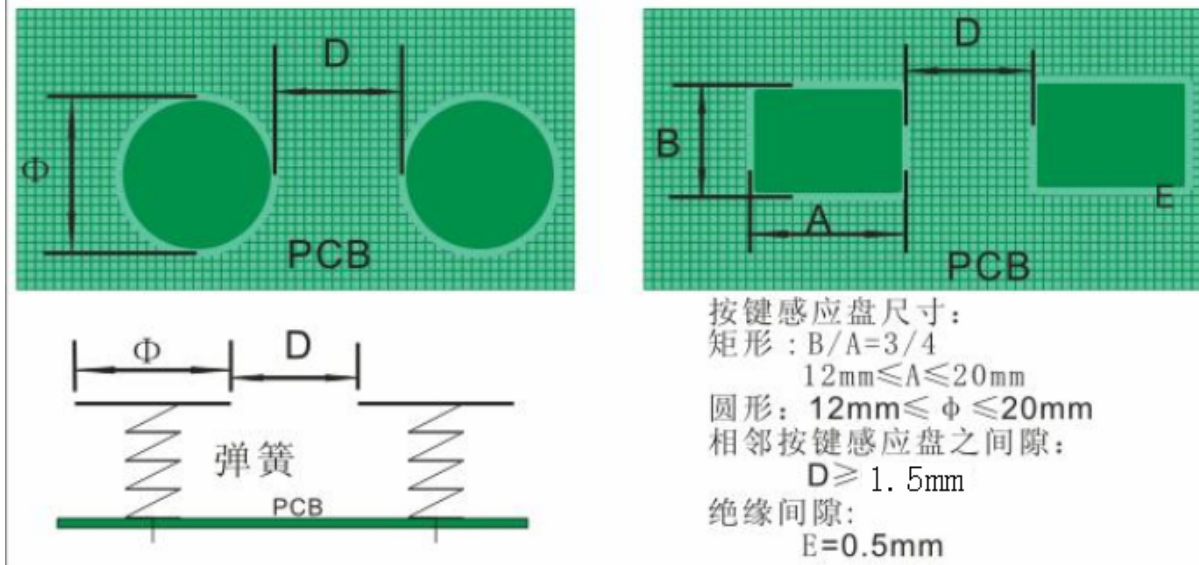 D
Φ
PCB
D
B
A
E
PCB
Φ
D
弹簧
PCB
按键感应盘尺寸:
矩形:B/A=3/4
12mm≤A≤20mm
圆形:12mm≤φ≤20mm
相邻按键感应盘之间隙:
D≥1.5mm
绝缘间隙:
E=0.5mm